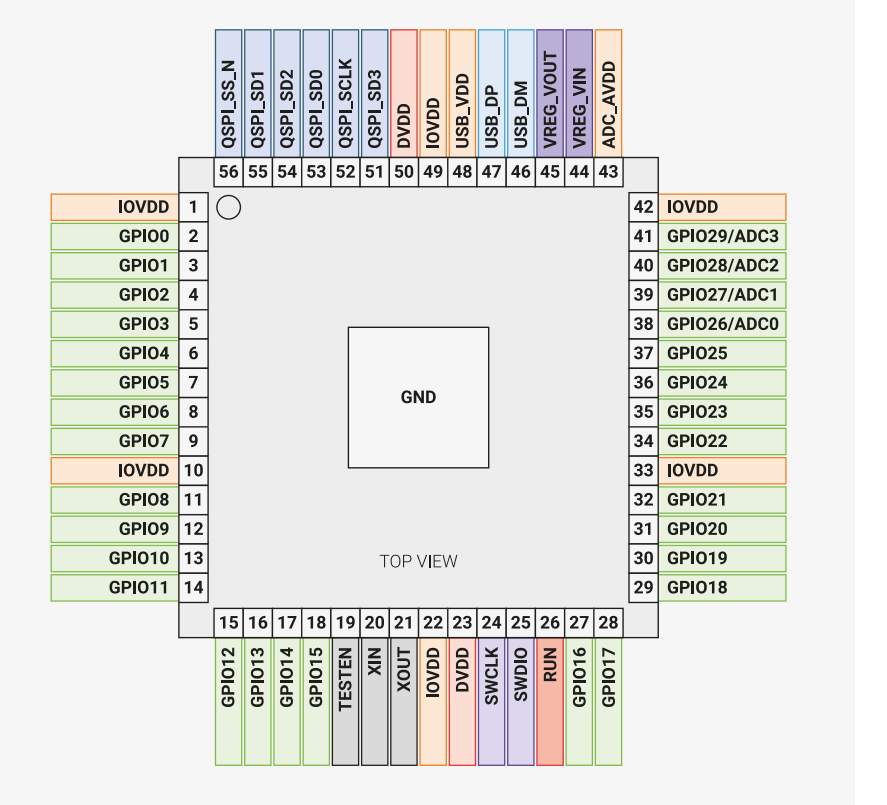 QSPI_SS_N
QSPI_SD1
QSPI_SD2
QSPI_SD0
QSPI_SCLK
QSPI_SD3
DVDD
IOVDD
USB_VDD
USB_DP
USB_DM
VREG_VOUT
VREG_VIN
ADC_AVDD
56 55 54 53 52 51 50 49 48 47 46 45 44 43
IOVDD 1
GPIO0 2
GPIO1 3
GPIO2 4
GPIO3 5
GPIO4 6
GPIO5 7
GPIO6 8
GPIO7 9
IOVDD 10
GPIO8 11
GPIO9 12
GPIO10 13
GPIO11 14
GND
TOP VIEW
42 IOVDD
41 GPIO29/ADC3
40 GPIO28/ADC2
39 GPIO27/ADC1
38 GPIO26/ADC0
37 GPIO25
36 GPIO24
35 GPIO23
34 GPIO22
33 IOVDD
32 GPIO21
31 GPIO20
30 GPIO19
29 GPIO18
15 16 17 18 19 20 21 22 23 24 25 26 27 28
GPIO12
GPIO13
GPIO14
GPIO15
TESTEN
XIN
XOUT
IOVDD
DVDD
SWCLK
SWDIO
RUN
GPIO16
GPIO17